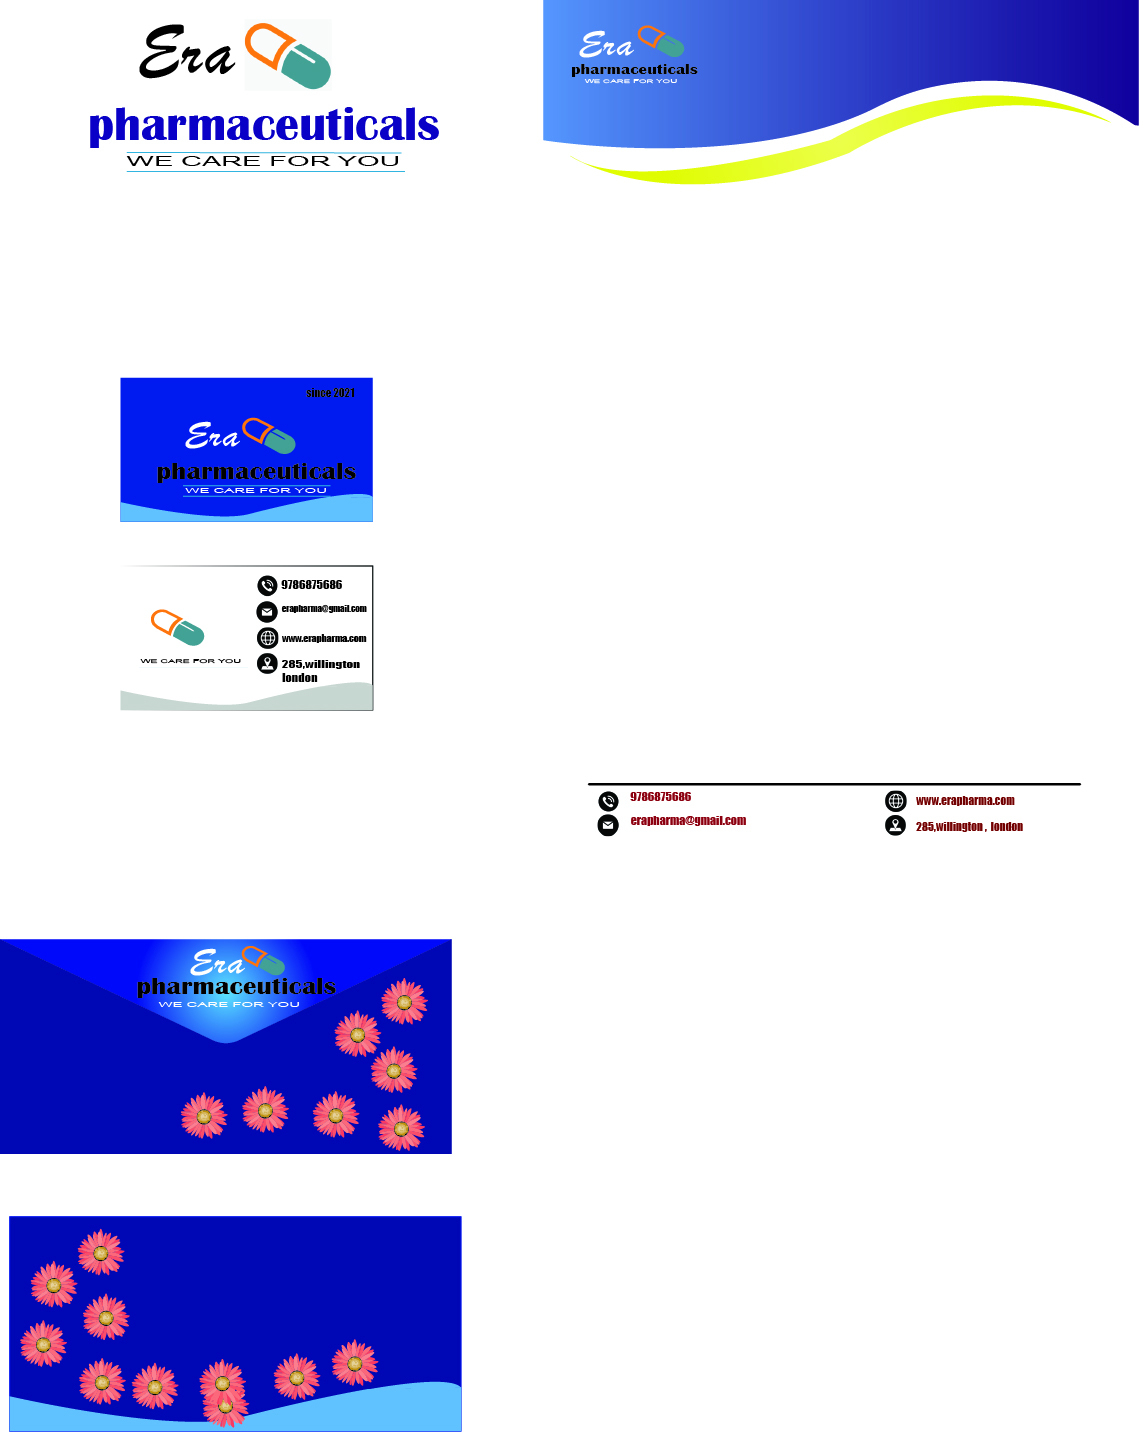 Era
pharmaceuticals
WE CARE FOR YOU
Era
pharmaceuticals
WE CARE FOR YOU
since 2021
Era
pharmaceuticals
WE CARE FOR YOU
9786875686
erapharma@gmail.com
www.erapharma.com
285,willington
london
WE CARE FOR YOU
9786875686
erapharma@gmail.com
www.erapharma.com
285,willington , london
Era
pharmaceuticals
WE CARE FOR YOU